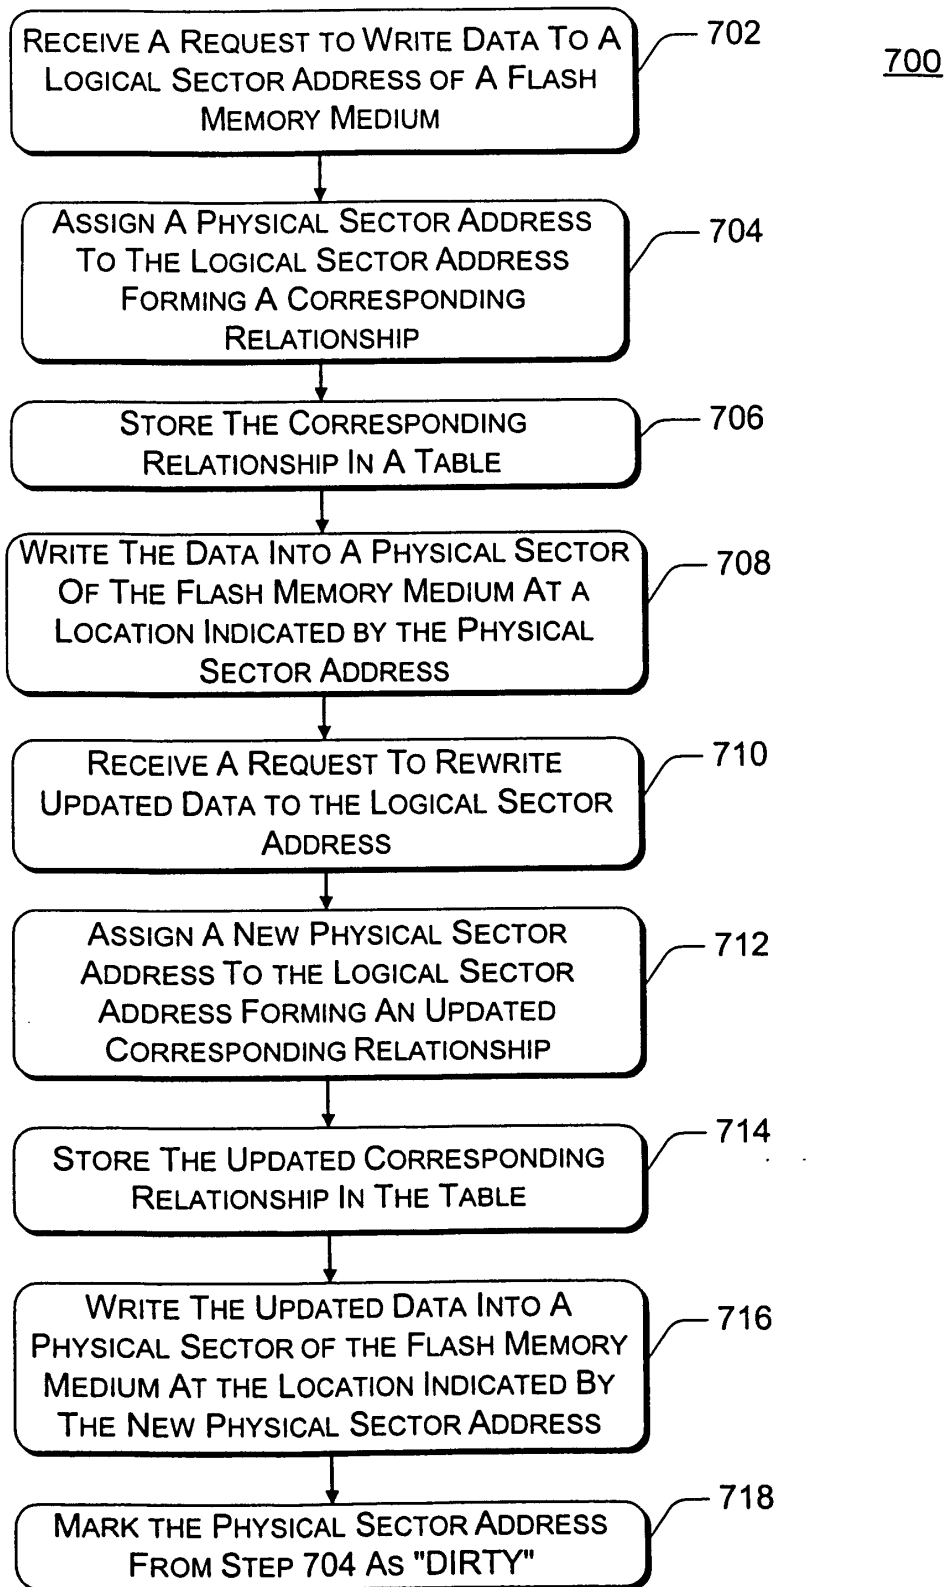 RECEIVE A REQUEST TO WRITE DATA TO A
LOGICAL SECTOR ADDRESS OF A FLASH
MEMORY MEDIUM
702
700
ASSIGN A PHYSICAL SECTOR ADDRESS
TO THE LOGICAL SECTOR ADDRESS
FORMING A CORRESPONDING
RELATIONSHIP
704
STORE THE CORRESPONDING
RELATIONSHIP IN A TABLE
706
WRITE THE DATA INTO A PHYSICAL SECTOR
OF THE FLASH MEMORY MEDIUM AT A
LOCATION INDICATED BY THE PHYSICAL
SECTOR ADDRESS
708
RECEIVE A REQUEST TO REWRITE
UPDATED DATA TO THE LOGICAL SECTOR
ADDRESS
710
ASSIGN A NEW PHYSICAL SECTOR
ADDRESS TO THE LOGICAL SECTOR
ADDRESS FORMING AN UPDATED
CORRESPONDING RELATIONSHIP
712
STORE THE UPDATED CORRESPONDING
RELATIONSHIP IN THE TABLE
714
WRITE THE UPDATED DATA INTO A
PHYSICAL SECTOR OF THE FLASH MEMORY
MEDIUM AT THE LOCATION INDICATED BY
THE NEW PHYSICAL SECTOR ADDRESS
716
MARK THE PHYSICAL SECTOR ADDRESS
FROM STEP 704 AS "DIRTY"
718